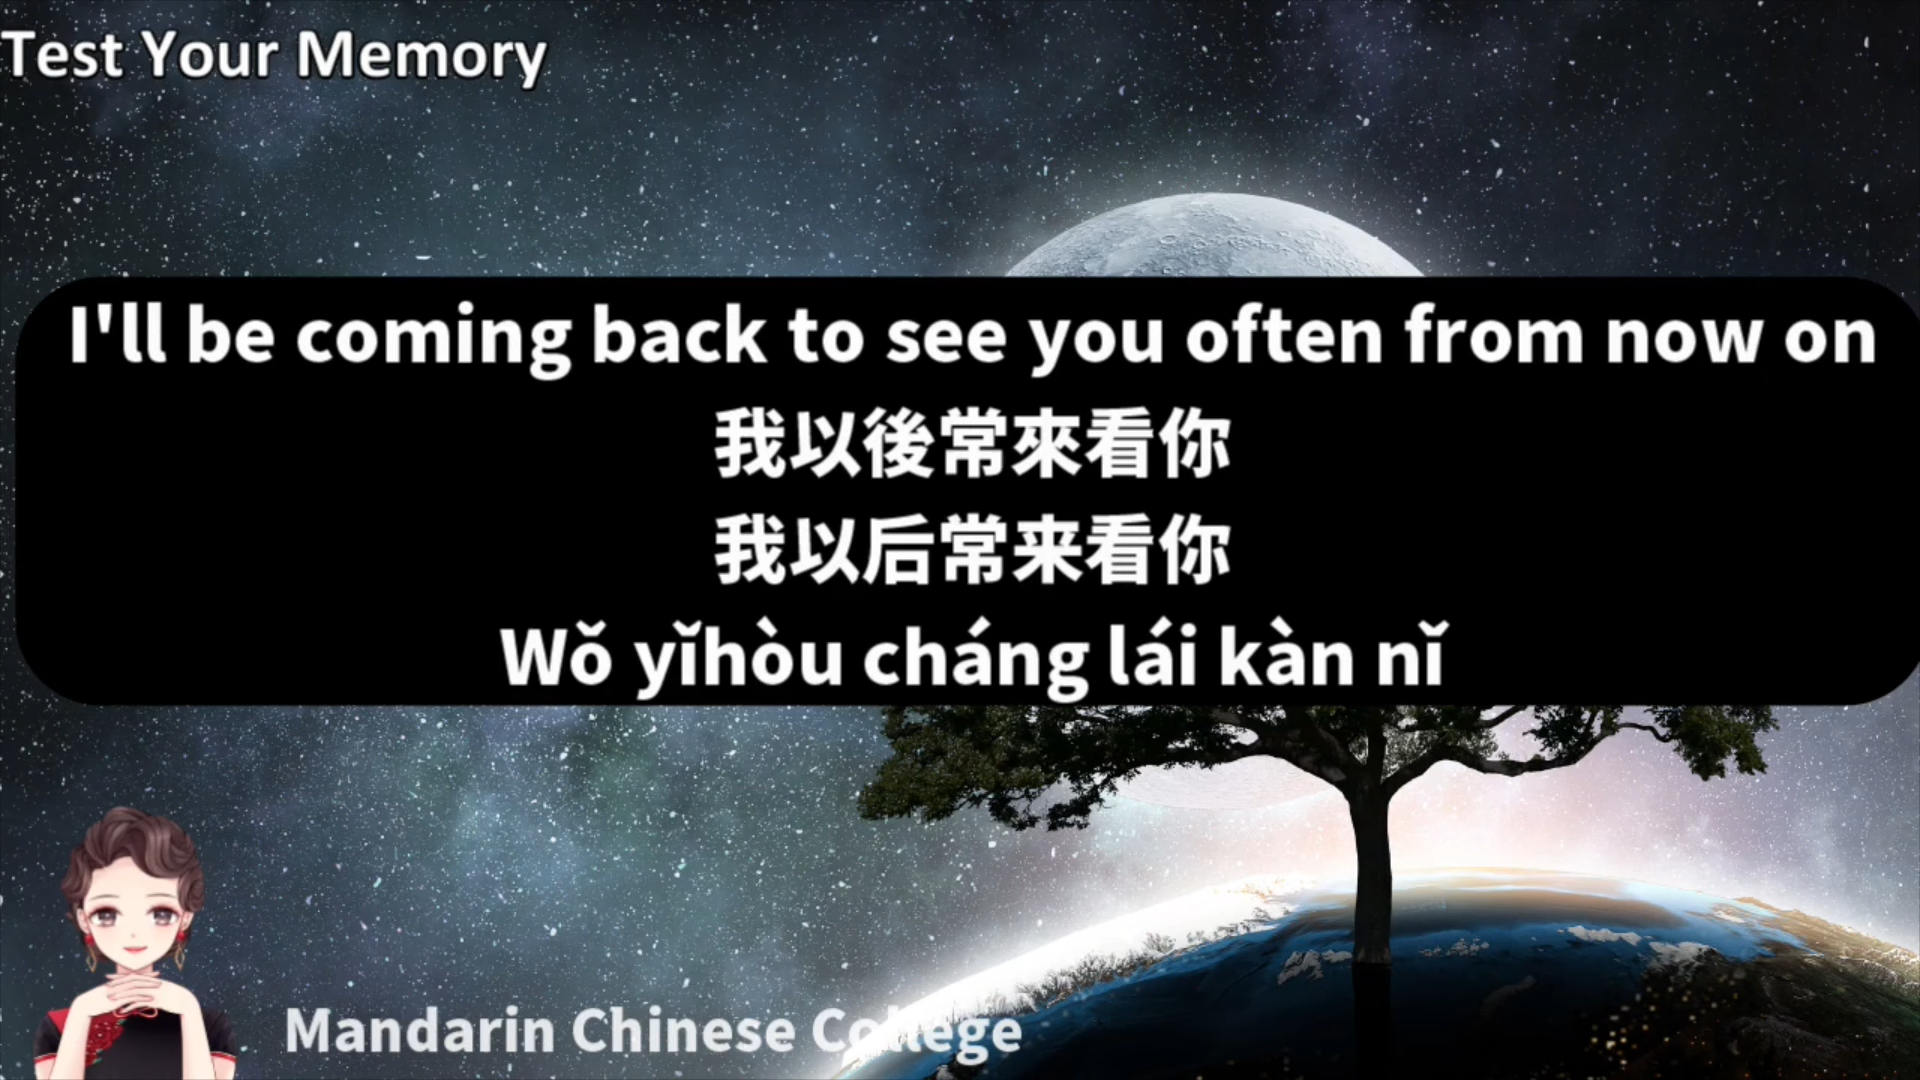 Test Your Memory
I'll be coming back to see you often from now on
我以後常來看你
我以后常来看你
Wǒ yǐhòu cháng lái kàn nǐ
Mandarin Chinese College